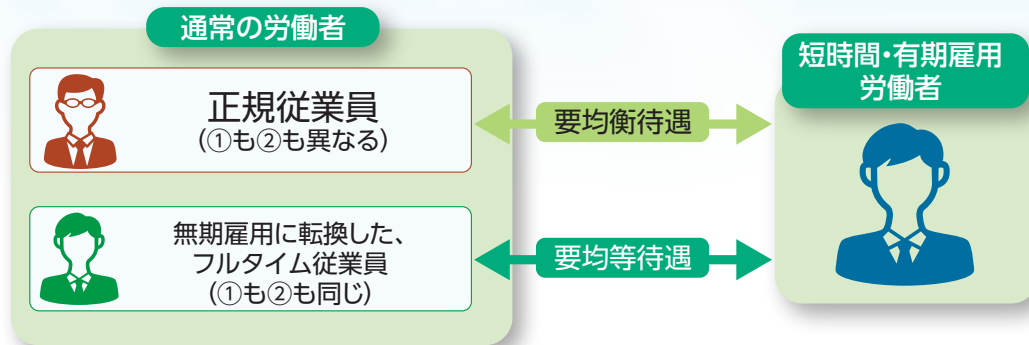 通常の労働者
正規従業員
(①も②も異なる)
要均衡待遇
短時間・有期雇用
労働者
無期雇用に転換した、
フルタイム従業員
(①も②も同じ)
要均等待遇